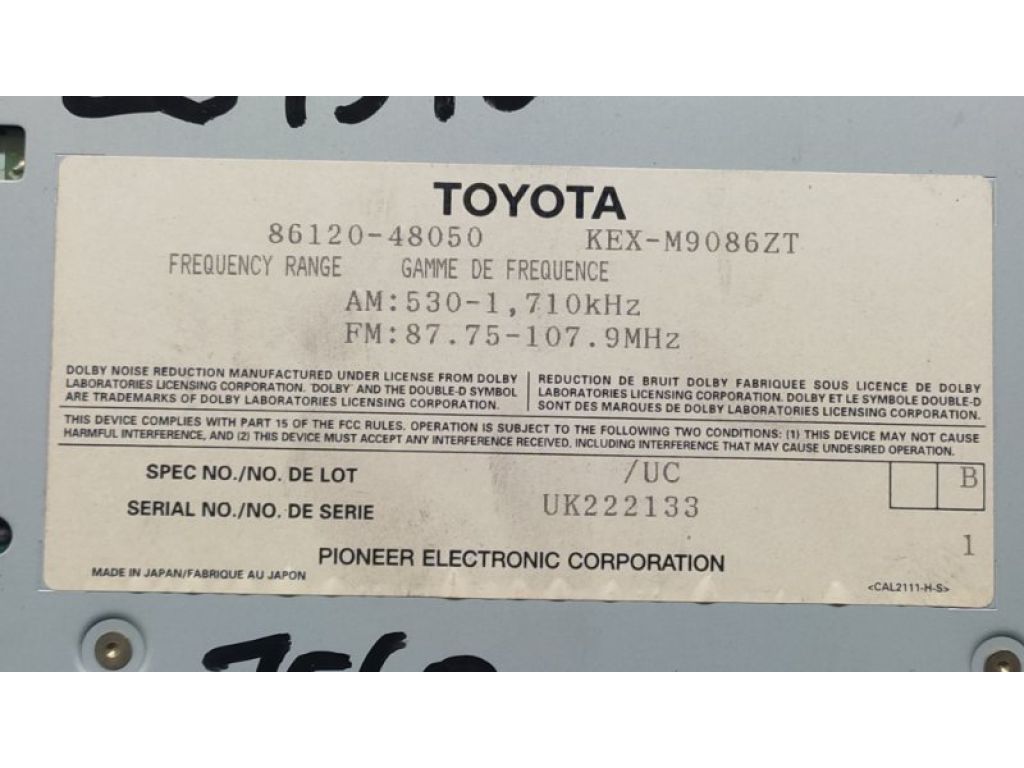 TOYOTA
86120-48050 KEX-M9086ZT
FREQUENCY RANGE GAMME DE FREQUENCE
AM:530-1,710kHz
FM:87.75-107.9MHz
DOLBY NOISE REDUCTION MANUFACTURED UNDER LICENSE FROM DOLBY
LABORATORIES LICENSING CORPORATION. 'DOLBY' AND THE DOUBLE-D SYMBOL
ARE TRADEMARKS OF DOLBY LABORATORIES LICENSING CORPORATION.
REDUCTION DE BRUIT DOLBY FABRIQUEE SOUS LICENCE DE DOLBY
LABORATORIES LICENSING CORPORATION. DOLBY ET LE SYMBOLE DOUBLE-D
SONT DES MARQUES DE DOLBY LABORATORIES LICENSING CORPORATION.
THIS DEVICE COMPLIES WITH PART 15 OF THE FCC RULES. OPERATION IS SUBJECT TO THE FOLLOWING TWO CONDITIONS: (1) THIS DEVICE MAY NOT CAUSE
HARMFUL INTERFERENCE, AND (2) THIS DEVICE MUST ACCEPT ANY INTERFERENCE RECEIVED, INCLUDING INTERFERENCE THAT MAY CAUSE UNDESIRED OPERATION.
SPEC NO./NO. DE LOT /UC B
SERIAL NO./NO. DE SERIE UK222133
1
PIONEER ELECTRONIC CORPORATION
MADE IN JAPAN/FABRIQUE AU JAPON <CAL2111-H-S>